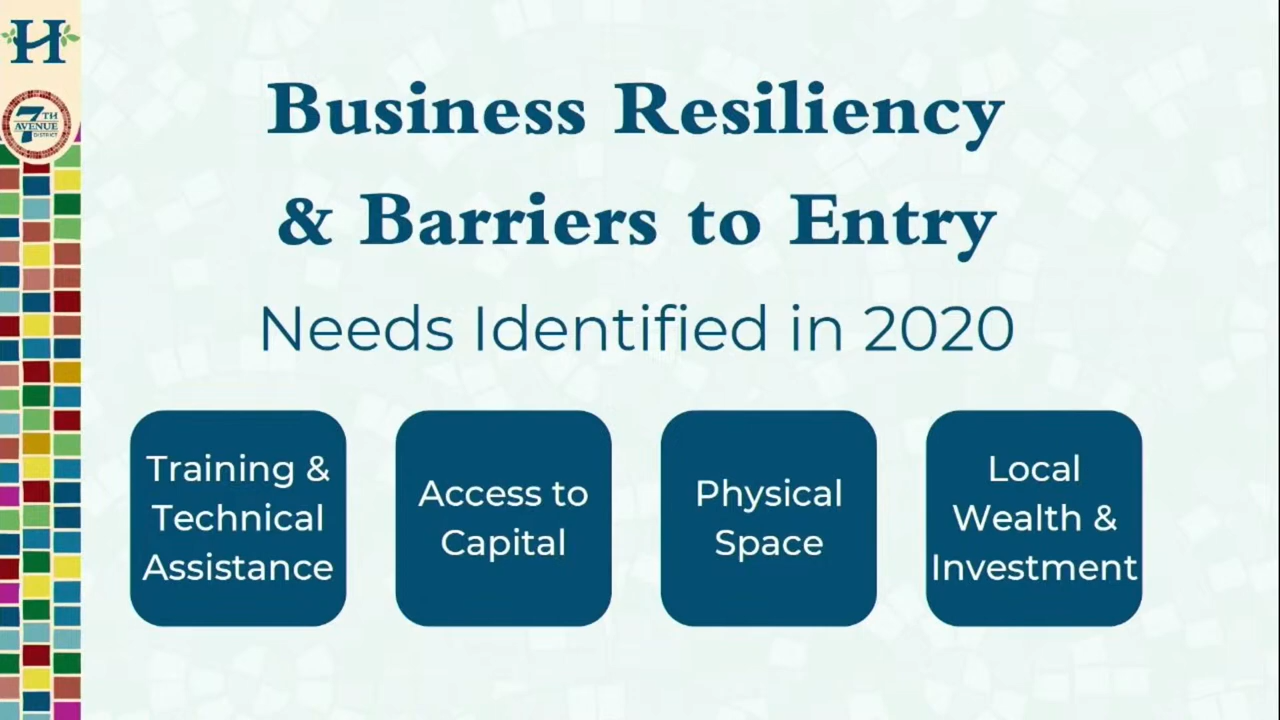 H
7TH
AVENUE
DISTRICT
Business Resiliency
& Barriers to Entry
Needs Identified in 2020
Training &
Technical
Assistance
Access to
Capital
Physical
Space
Local
Wealth &
Investment